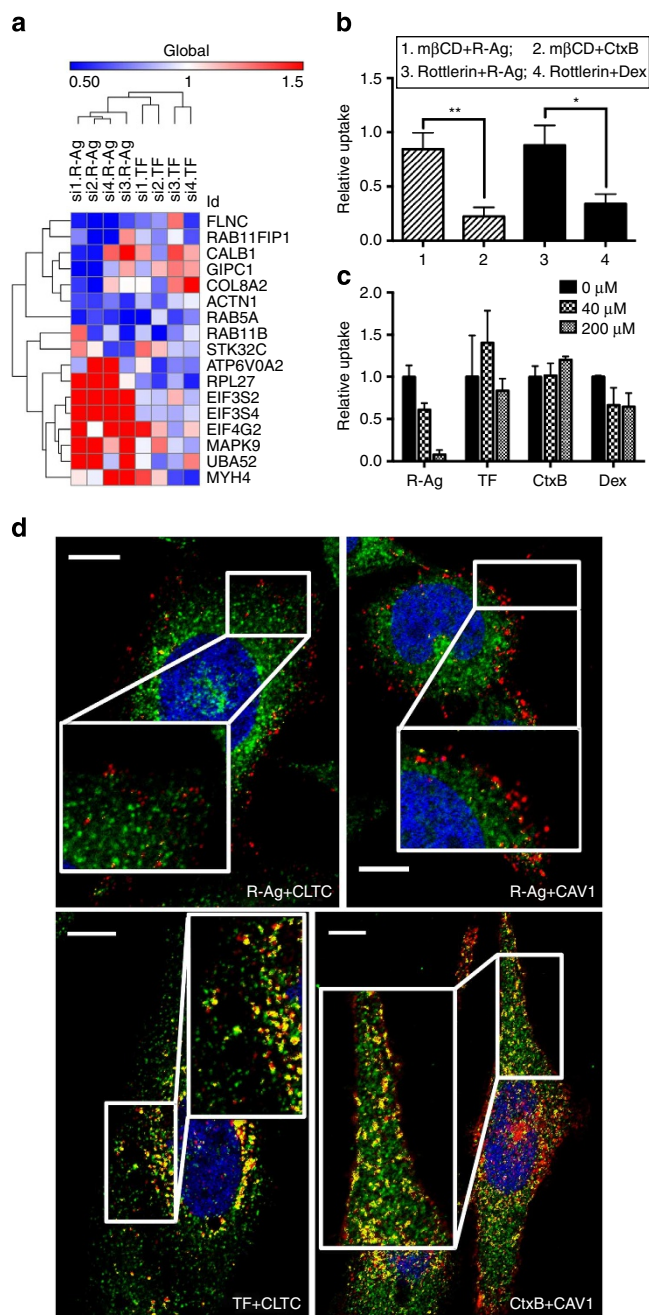 a
Global
0.50 1.5
si1.R-Ag
si2.R-Ag
si4.R-Ag
si3.R-Ag
si1.TF
si2.TF
si3.TF
si4.TF
Id
FLNC
RAB11FIP1
CALB1
GIPC1
COL8A2
ACTN1
RAB5A
RAB11B
STK32C
ATP6V0A2
RPL27
EIF3S2
EIF3S4
EIF4G2
MAPK9
UBA52
MYH4
b
1. mβCD+R-Ag; 2. mβCD+CtxB
3. Rottlerin+R-Ag; 4. Rottlerin+Dex
Relative uptake
1.5
1.0
0.5
0.0
** *
1 2 3 4
c
0 μM
40 μM
200 μM
Relative uptake
2.0
1.5
1.0
0.5
0.0
R-Ag TF CtxB Dex
d
R-Ag+CLTC
R-Ag+CAV1
TF+CLTC
CtxB+CAV1